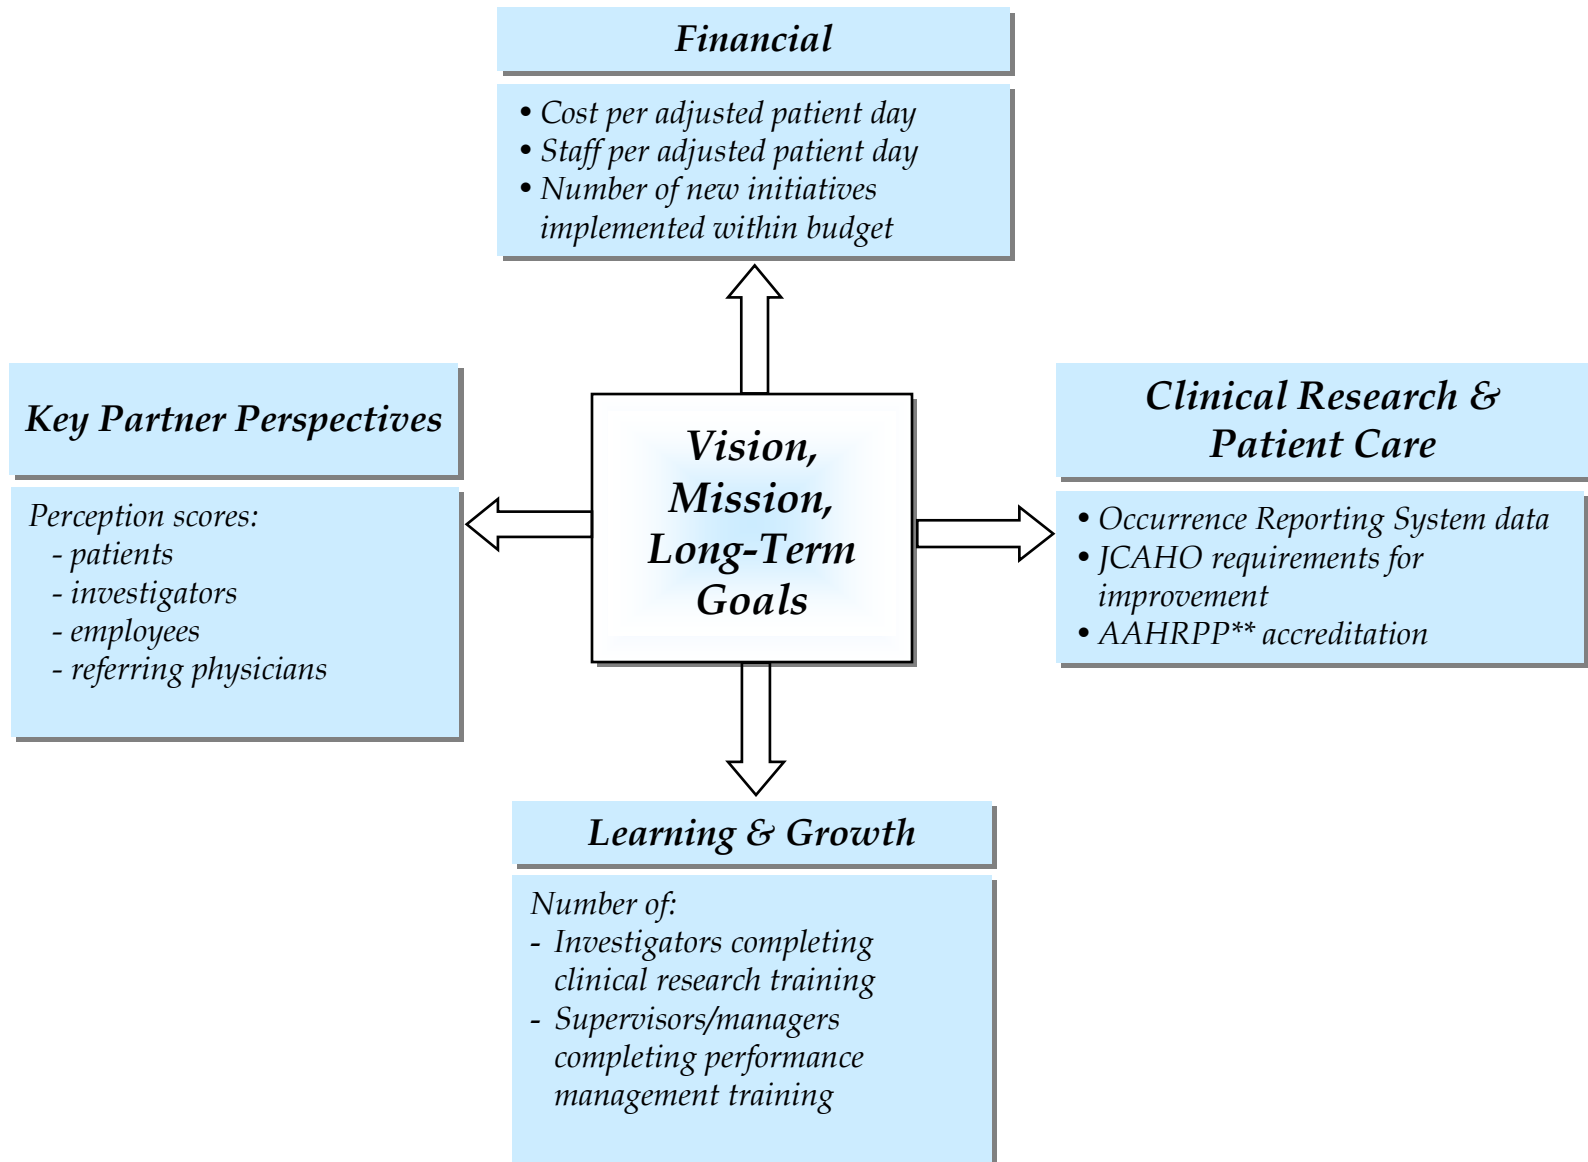 Financial
• Cost per adjusted patient day
• Staff per adjusted patient day
• Number of new initiatives
implemented within budget
Key Partner Perspectives
Perception scores:
- patients
- investigators
- employees
- referring physicians
Vision,
Mission,
Long-Term
Goals
Clinical Research &
Patient Care
• Occurrence Reporting System data
• JCAHO requirements for
improvement
• AAHRPP** accreditation
Learning & Growth
Number of:
- Investigators completing
clinical research training
- Supervisors/managers
completing performance
management training